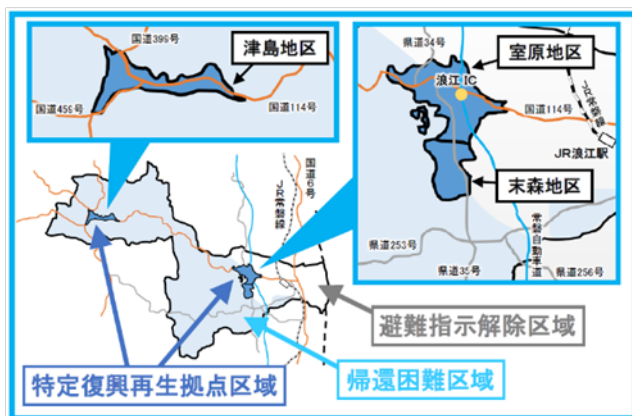 国道399号
津島地区
国道459号
国道114号
県道34号
室原地区
浪江 IC
国道114号
JR常磐線
JR浪江駅
末森地区
県道253号
県道35号
常磐自動車道
県道256号
国道6号
JR常磐線
避難指示解除区域
特定復興再生拠点区域
帰還困難区域